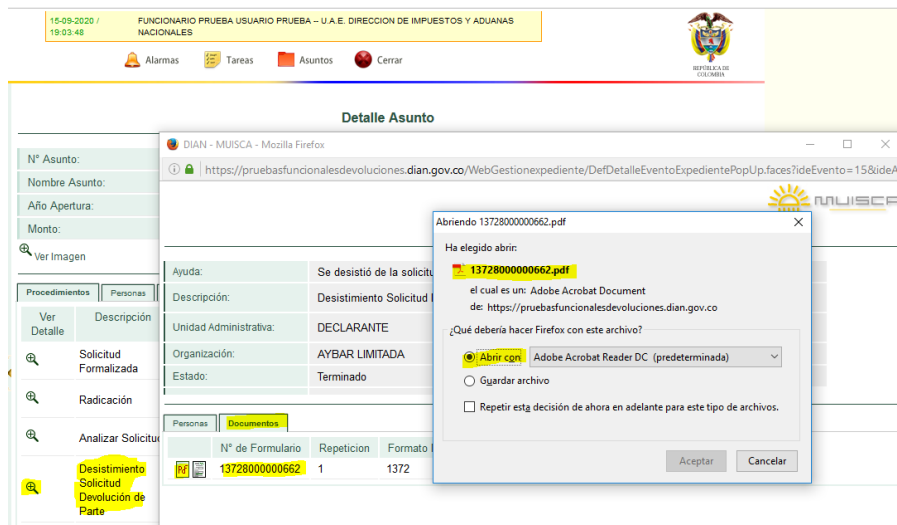 15-09-2020 / FUNCIONARIO PRUEBA USUARIO PRUEBA -- U.A.E. DIRECCION DE IMPUESTOS Y ADUANAS
19:03:48 NACIONALES
Alarmas Tareas Asuntos Cerrar
REPÚBLICA DE
COLOMBIA
Detalle Asunto
N° Asunto:
Nombre Asunto:
Año Apertura:
Monto:
Ver Imagen
Procedimientos Personas
Ver Descripción
Detalle
Solicitud
Formalizada
Radicación
Analizar Solicitud
Desistimiento
Solicitud
Devolución de
Parte
DIAN - MUISCA - Mozilla Firefox
https://pruebasfuncionalesdevoluciones.dian.gov.co/WebGestionexpediente/DefDetalleEventoExpedientePopUp.faces?ideEvento=15&ideA
MUISCA
Ayuda: Se desistió de la solicitu
Descripción: Desistimiento Solicitud
Unidad Administrativa: DECLARANTE
Organización: AYBAR LIMITADA
Estado: Terminado
Personas Documentos
N° de Formulario Repeticion Formato
13728000000662 1 1372
Abriendo 13728000000662.pdf
Ha elegido abrir:
13728000000662.pdf
el cual es un: Adobe Acrobat Document
de: https://pruebasfuncionalesdevoluciones.dian.gov.co
¿Qué debería hacer Firefox con este archivo?
Abrir con Adobe Acrobat Reader DC (predeterminada)
Guardar archivo
Repetir esta decisión de ahora en adelante para este tipo de archivos.
Aceptar Cancelar